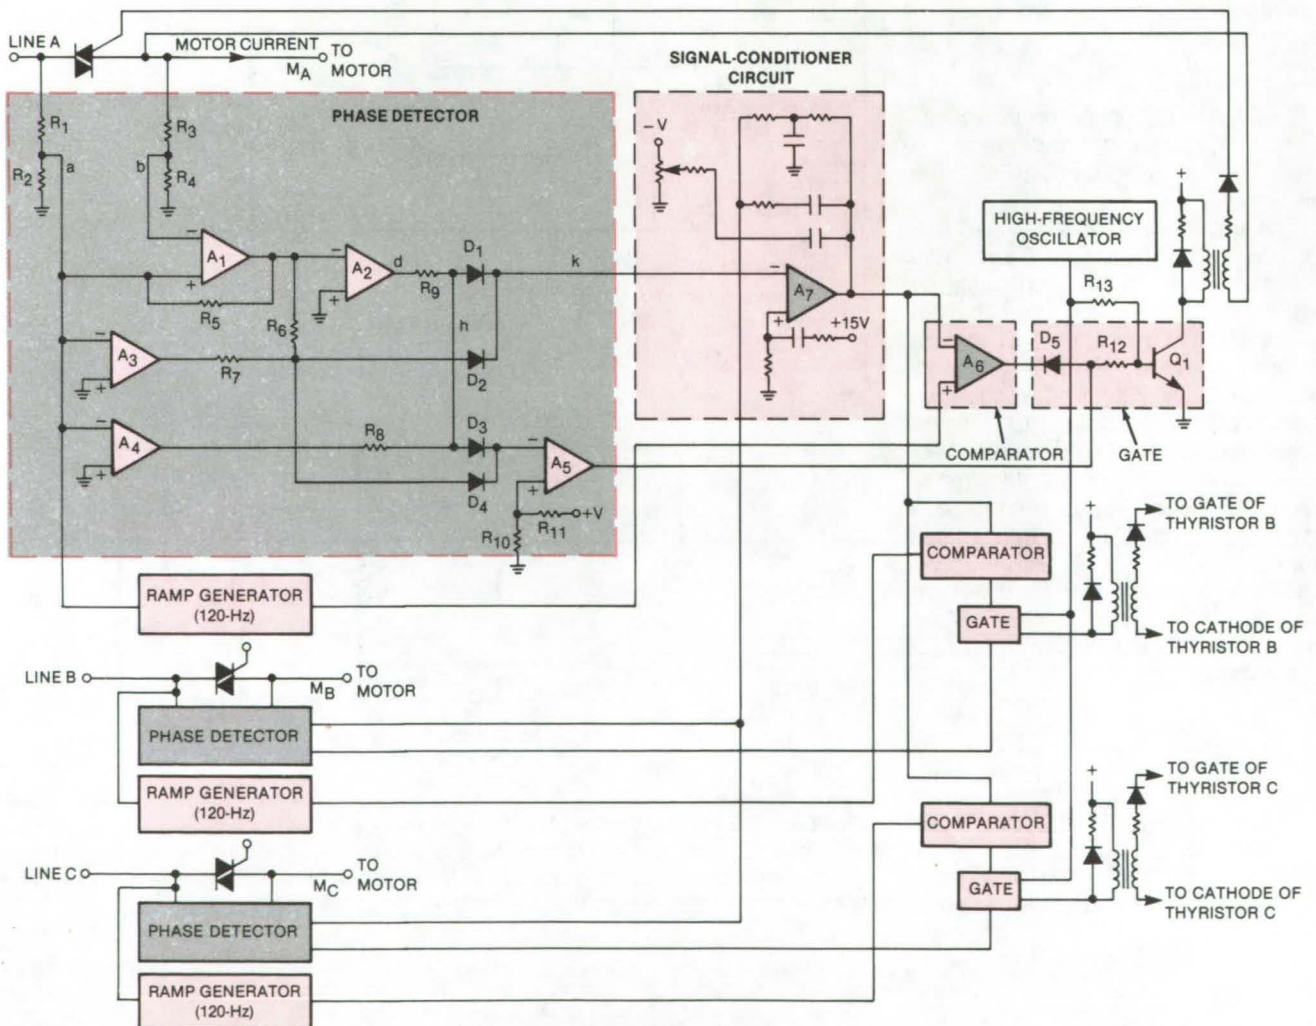 LINE A
MOTOR CURRENT
M_A
TO
MOTOR
SIGNAL-CONDITIONER
CIRCUIT
PHASE DETECTOR
R1
R2
a
R3
b
R4
−
A1
+
R5
−
A2
+
d
R9
D1
k
h
R6
D2
−
A3
+
R7
−
A4
+
R8
D3
D4
−
A5
+
R10
R11
+V
−V
−
A7
+
+15V
HIGH-FREQUENCY
OSCILLATOR
R13
−
A6
+
D5
R12
Q1
+
COMPARATOR
GATE
RAMP GENERATOR
(120-Hz)
COMPARATOR
GATE
+
TO GATE OF
THYRISTOR B
TO CATHODE OF
THYRISTOR B
LINE B
M_B
TO
MOTOR
PHASE DETECTOR
RAMP GENERATOR
(120-Hz)
COMPARATOR
GATE
+
TO GATE OF
THYRISTOR C
TO CATHODE OF
THYRISTOR C
LINE C
M_C
TO
MOTOR
PHASE DETECTOR
RAMP GENERATOR
(120-Hz)